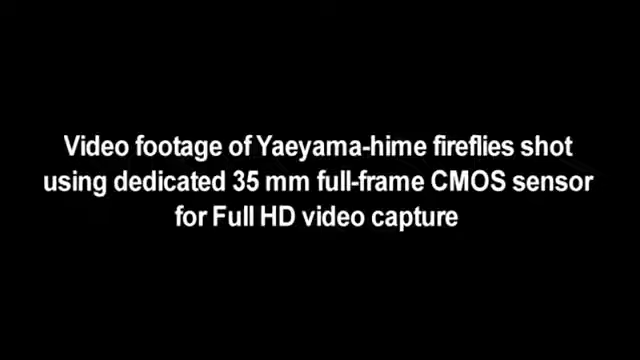 Video footage of Yaeyama-hime fireflies shot
using dedicated 35 mm full-frame CMOS sensor
for Full HD video capture